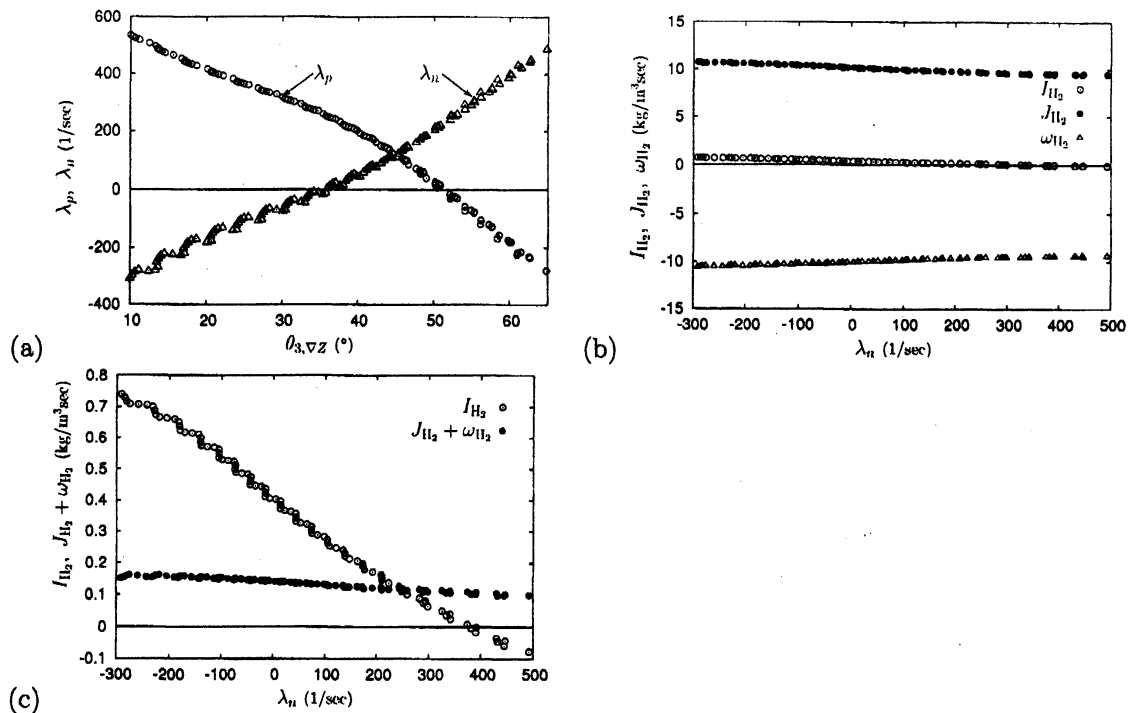 600
400
200
0
-200
-400
λp, λn (1/sec)
λp
λn
10 20 30 40 50 60
θ3,∇Z (°)
(a)
15
10
5
0
-5
-10
-15
IH2, JH2, ωH2 (kg/m³sec)
IH2
JH2
ωH2
-300 -200 -100 0 100 200 300 400 500
λn (1/sec)
(b)
0.8
0.7
0.6
0.5
0.4
0.3
0.2
0.1
0
-0.1
IH2, JH2 + ωH2 (kg/m³sec)
IH2
JH2 + ωH2
-300 -200 -100 0 100 200 300 400 500
λn (1/sec)
(c)